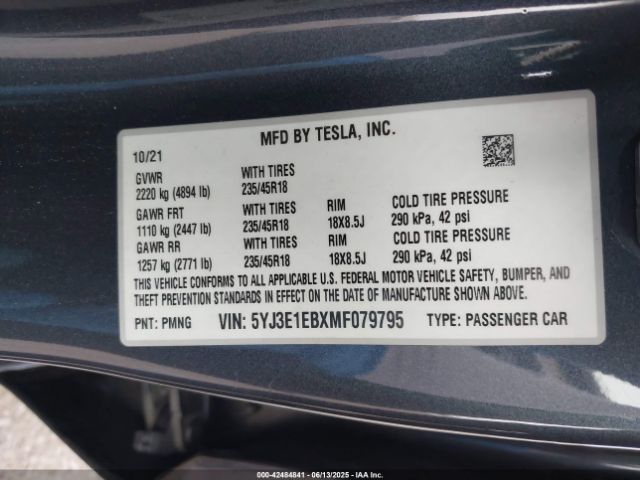 MFD BY TESLA, INC.
10/21
GVWR WITH TIRES
2220 kg (4894 lb) 235/45R18
GAWR FRT WITH TIRES RIM COLD TIRE PRESSURE
1110 kg (2447 lb) 235/45R18 18X8.5J 290 kPa, 42 psi
GAWR RR WITH TIRES RIM COLD TIRE PRESSURE
1257 kg (2771 lb) 235/45R18 18X8.5J 290 kPa, 42 psi
THIS VEHICLE CONFORMS TO ALL APPLICABLE U.S. FEDERAL MOTOR VEHICLE SAFETY, BUMPER, AND
THEFT PREVENTION STANDARDS IN EFFECT ON THE DATE OF MANUFACTURE SHOWN ABOVE.
PNT: PMNG VIN: 5YJ3E1EBXMF079795 TYPE: PASSENGER CAR
000-42484841 - 06/13/2025 - IAA Inc.